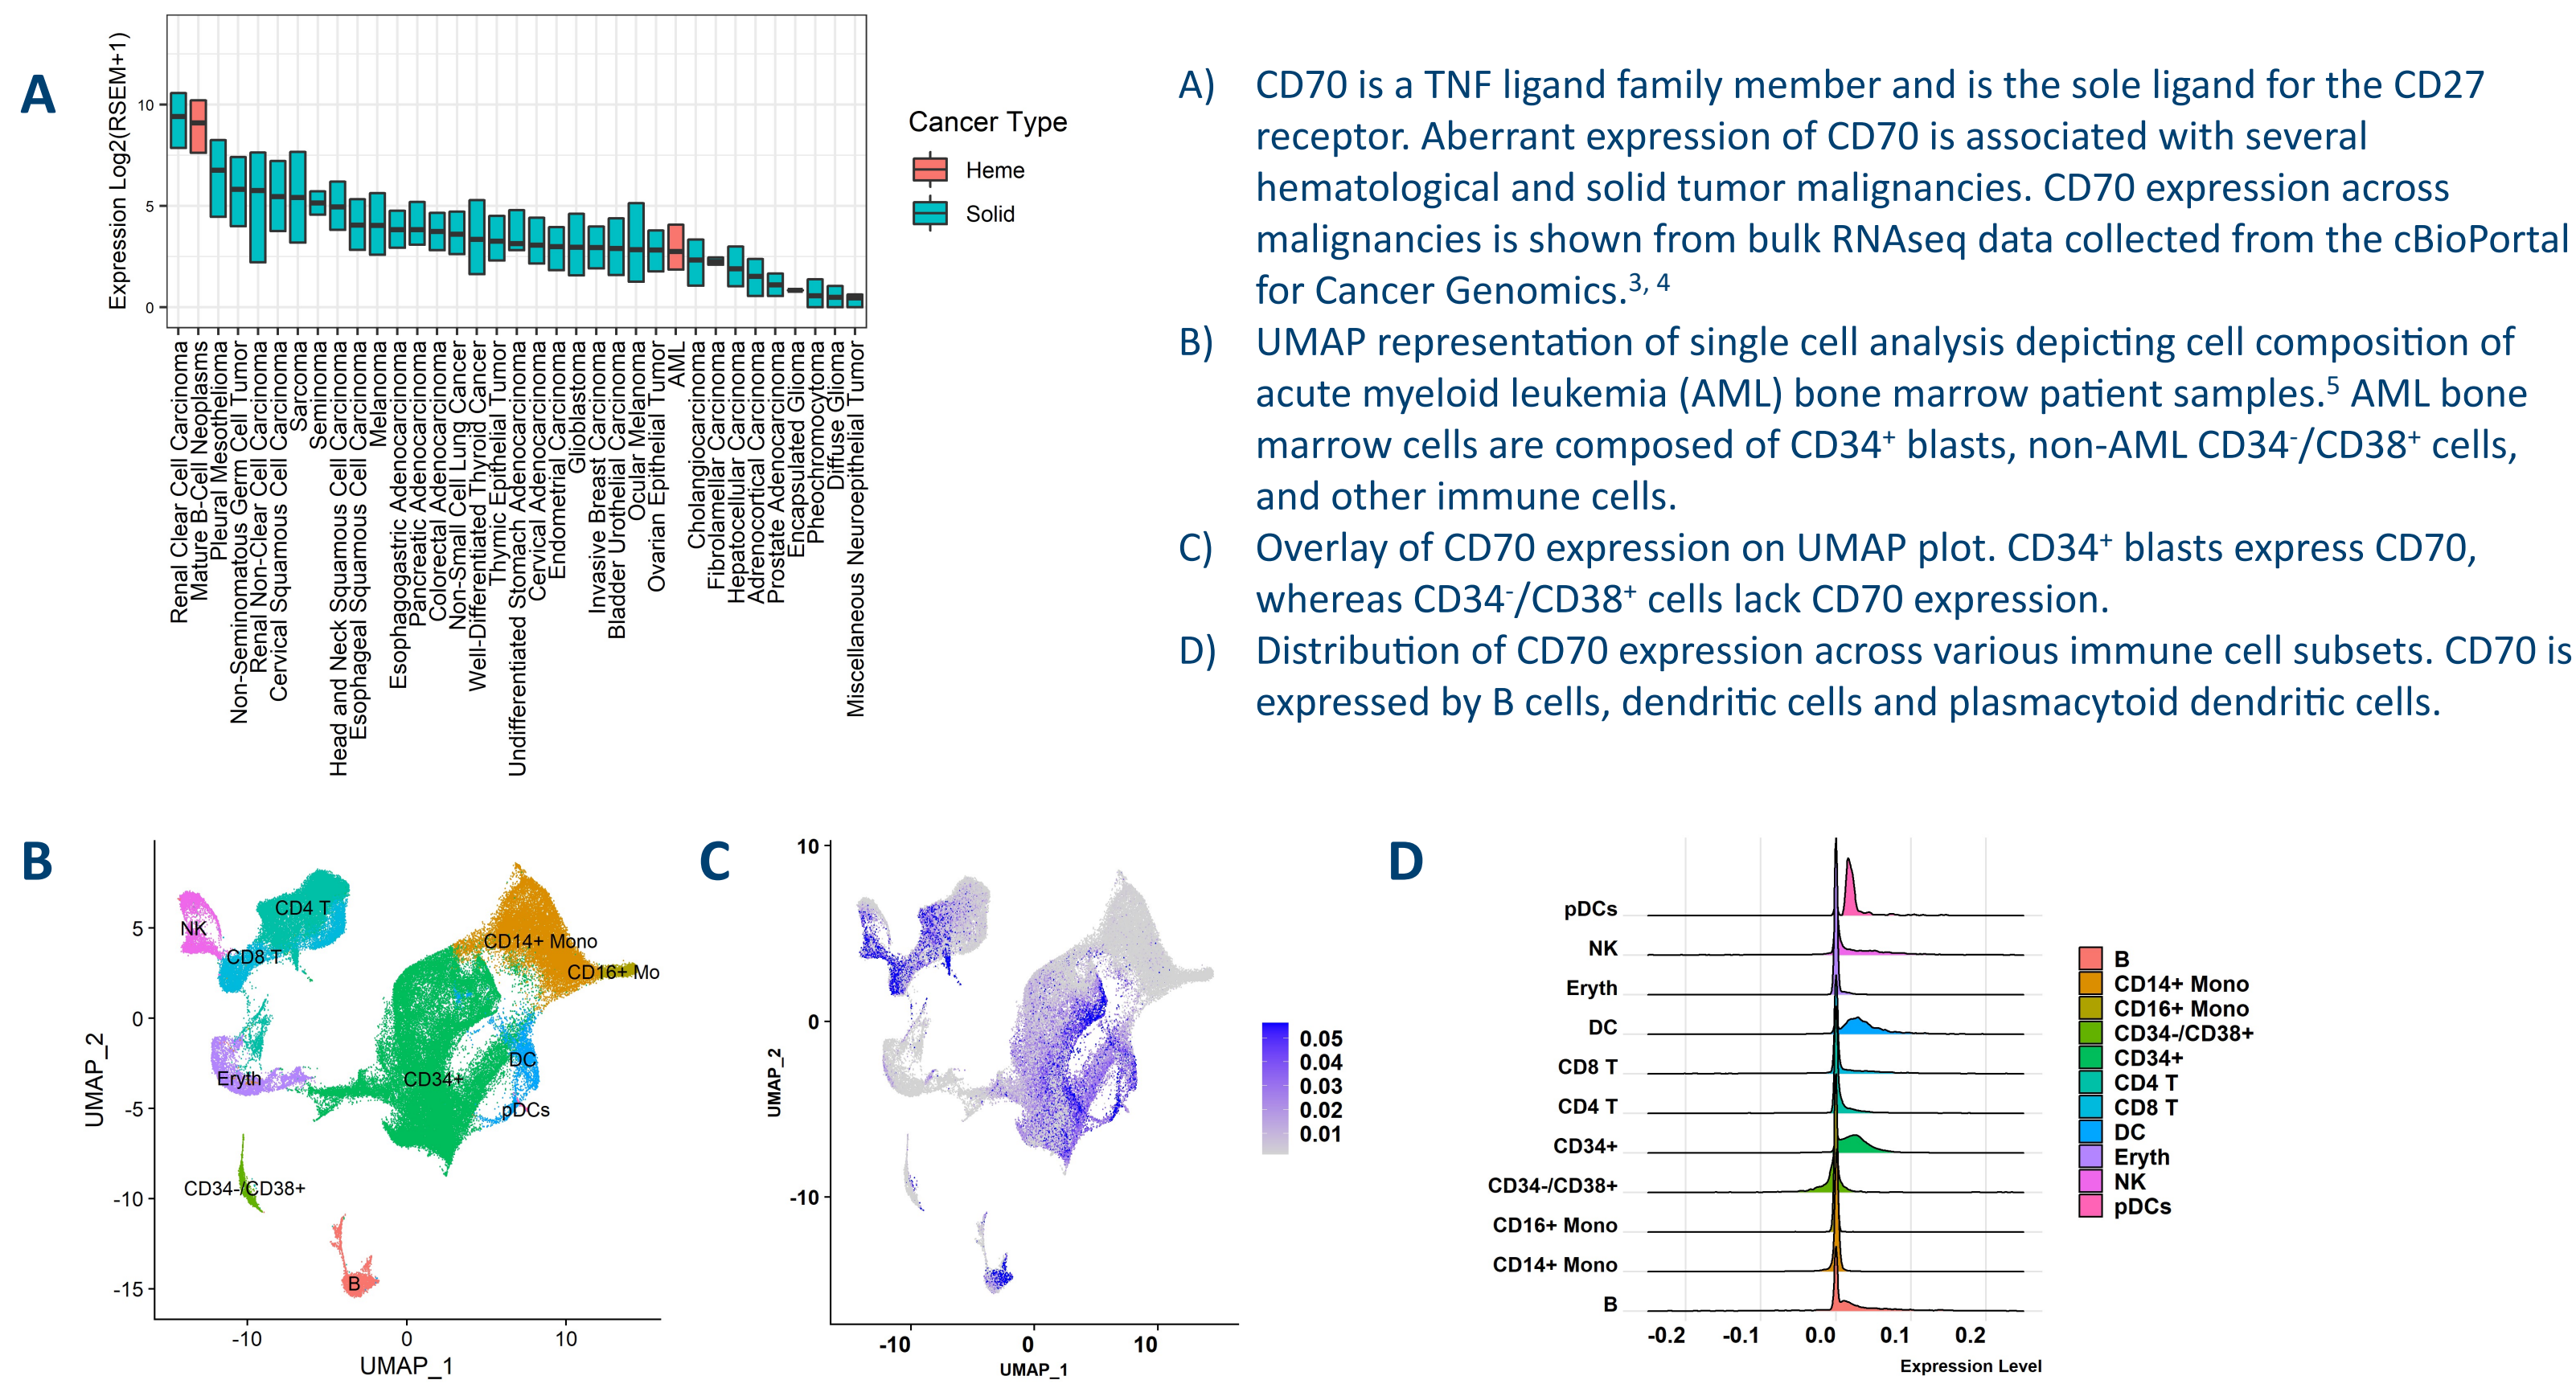 A
Expression Log2(RSEM+1)
10
5
0
Renal Clear Cell Carcinoma
Mature B-Cell Neoplasms
Pleural Mesothelioma
Non-Seminomatous Germ Cell Tumor
Renal Non-Clear Cell Carcinoma
Cervical Squamous Cell Carcinoma
Sarcoma
Seminoma
Head and Neck Squamous Cell Carcinoma
Esophageal Squamous Cell Carcinoma
Melanoma
Esophagogastric Adenocarcinoma
Pancreatic Adenocarcinoma
Colorectal Adenocarcinoma
Non-Small Cell Lung Cancer
Well-Differentiated Thyroid Cancer
Thymic Epithelial Tumor
Undifferentiated Stomach Adenocarcinoma
Cervical Adenocarcinoma
Endometrial Carcinoma
Glioblastoma
Invasive Breast Carcinoma
Bladder Urothelial Carcinoma
Ocular Melanoma
Ovarian Epithelial Tumor
AML
Cholangiocarcinoma
Fibrolamellar Carcinoma
Hepatocellular Carcinoma
Adrenocortical Carcinoma
Prostate Adenocarcinoma
Encapsulated Glioma
Pheochromocytoma
Diffuse Glioma
Miscellaneous Neuroepithelial Tumor
Cancer Type
Heme
Solid
A) CD70 is a TNF ligand family member and is the sole ligand for the CD27
receptor. Aberrant expression of CD70 is associated with several
hematological and solid tumor malignancies. CD70 expression across
malignancies is shown from bulk RNAseq data collected from the cBioPortal
for Cancer Genomics.3, 4
B) UMAP representation of single cell analysis depicting cell composition of
acute myeloid leukemia (AML) bone marrow patient samples.5 AML bone
marrow cells are composed of CD34+ blasts, non-AML CD34-/CD38+ cells,
and other immune cells.
C) Overlay of CD70 expression on UMAP plot. CD34+ blasts express CD70,
whereas CD34-/CD38+ cells lack CD70 expression.
D) Distribution of CD70 expression across various immune cell subsets. CD70 is
expressed by B cells, dendritic cells and plasmacytoid dendritic cells.
B
UMAP_2
5
0
-5
-10
-15
NK
CD4 T
CD8 T
CD14+ Mono
CD16+ Mo
Eryth
CD34+
DC
pDCs
CD34-/CD38+
B
-10
0
10
UMAP_1
C
UMAP_2
10
0
-10
-10
0
10
UMAP_1
0.05
0.04
0.03
0.02
0.01
D
pDCs
NK
Eryth
DC
CD8 T
CD4 T
CD34+
CD34-/CD38+
CD16+ Mono
CD14+ Mono
B
-0.2
-0.1
0.0
0.1
0.2
Expression Level
B
CD14+ Mono
CD16+ Mono
CD34-/CD38+
CD34+
CD4 T
CD8 T
DC
Eryth
NK
pDCs